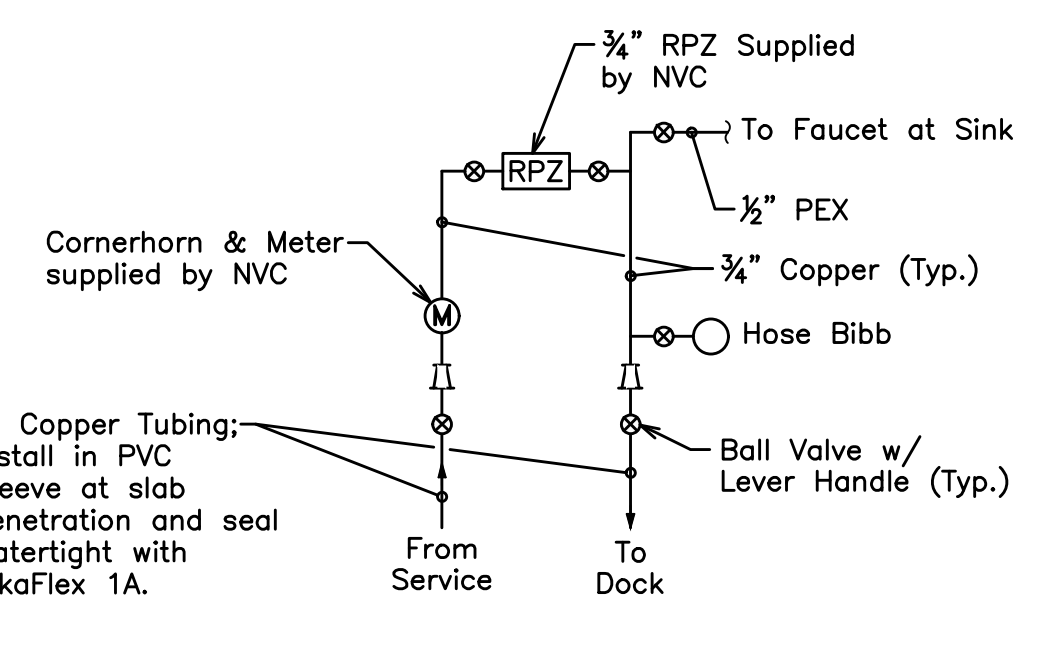 ¾" RPZ Supplied
by NVC
To Faucet at Sink
RPZ
½" PEX
Cornerhorn & Meter
supplied by NVC
¾" Copper (Typ.)
M
Hose Bibb
Copper Tubing;
stall in PVC
eeve at slab
enetration and seal
atertight with
kaFlex 1A.
Ball Valve w/
Lever Handle (Typ.)
From
Service
To
Dock